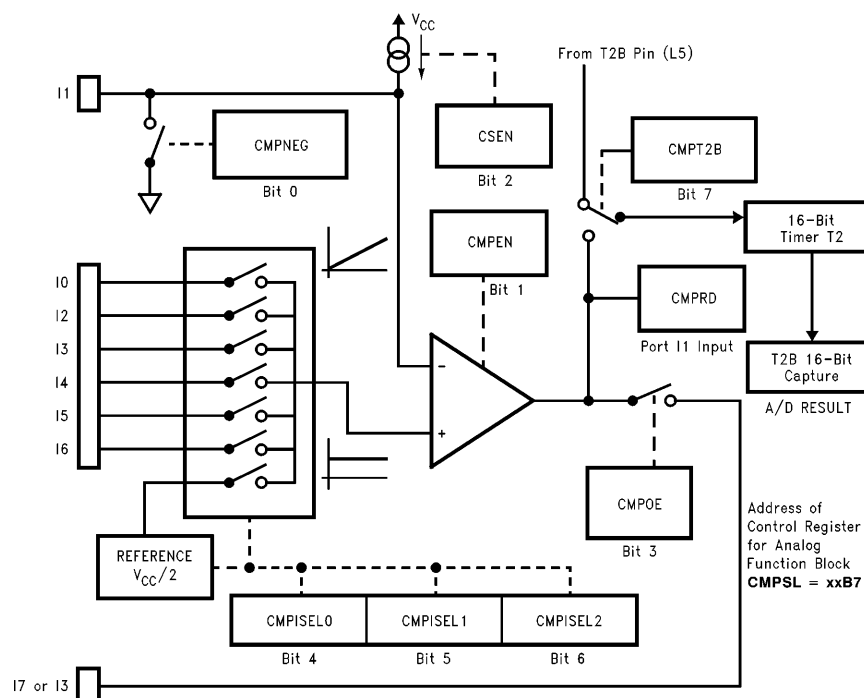 V_CC
From T2B Pin (L5)
I1
CMPNEG
Bit 0
CSEN
Bit 2
CMPT2B
Bit 7
16-Bit
Timer T2
CMPEN
Bit 1
CMPRD
Port I1 Input
T2B 16-Bit
Capture
A/D RESULT
I0
I2
I3
I4
I5
I6
-
+
CMPOE
Bit 3
REFERENCE
V_CC/2
CMPISEL0
CMPISEL1
CMPISEL2
Bit 4
Bit 5
Bit 6
Address of
Control Register
for Analog
Function Block
CMPSL = xxB7
I7 or I3